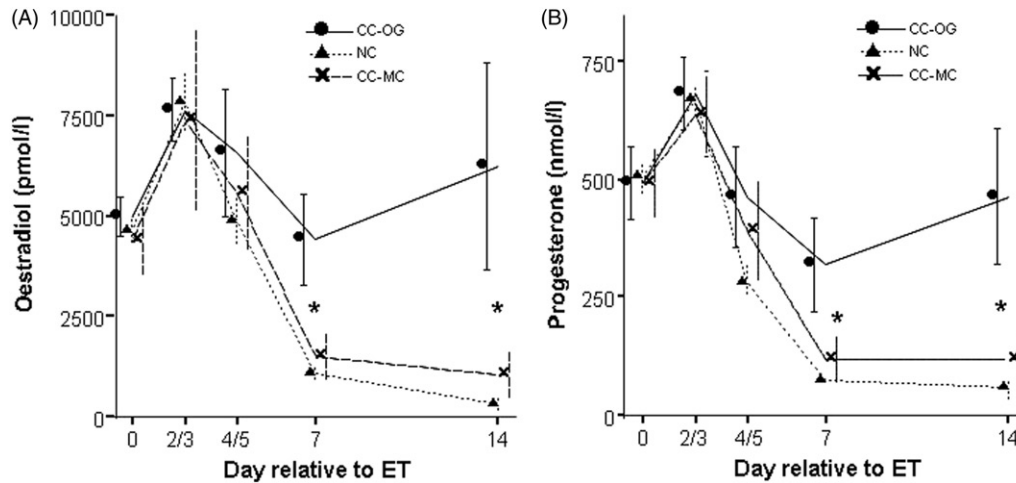 (A)
10000
7500
5000
2500
0
Oestradiol (pmol/l)
CC-OG
NC
CC-MC
*
*
0 2/3 4/5 7 14
Day relative to ET
(B)
750
500
250
0
Progesterone (nmol/l)
CC-OG
NC
CC-MC
*
*
0 2/3 4/5 7 14
Day relative to ET